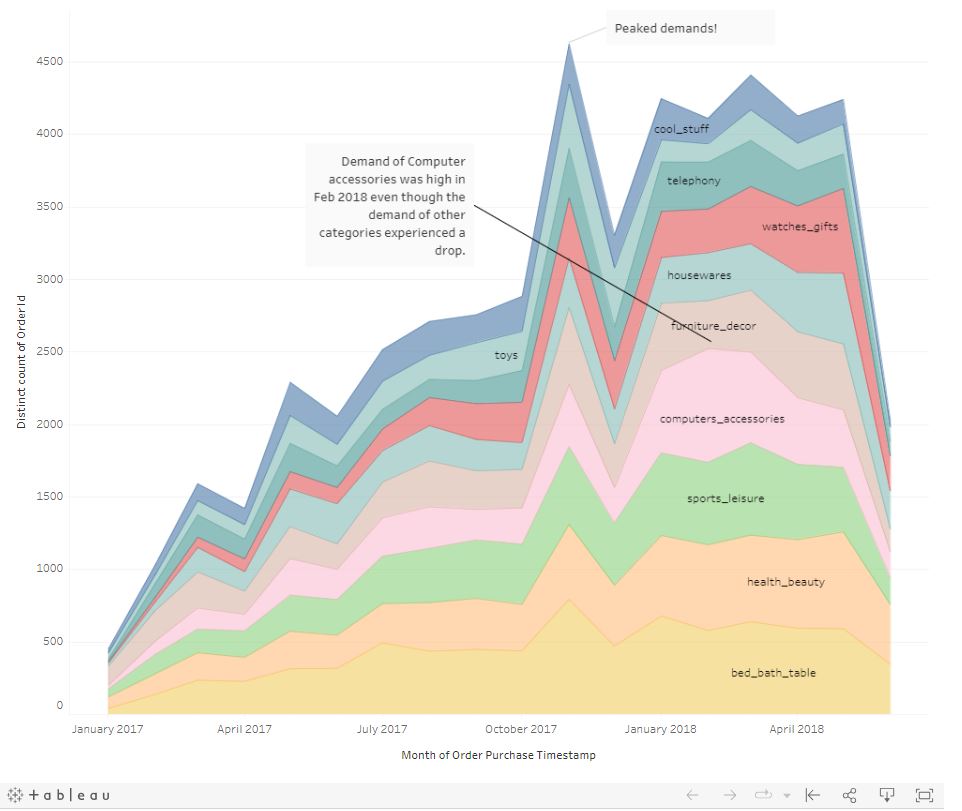 Peaked demands!
4500
4000
cool_stuff
Demand of Computer
accessories was high in
Feb 2018 even though the
demand of other
categories experienced a
drop.
telephony
3500
watches_gifts
3000
housewares
furniture_decor
2500
toys
2000
computers_accessories
1500
sports_leisure
1000
health_beauty
500
bed_bath_table
0
Distinct count of Order Id
January 2017
April 2017
July 2017
October 2017
January 2018
April 2018
Month of Order Purchase Timestamp
+ a b l e a u